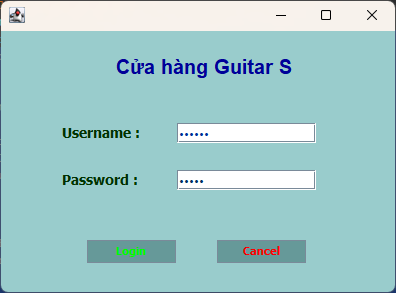 Cửa hàng Guitar S
Username :
Password :
Login
Cancel